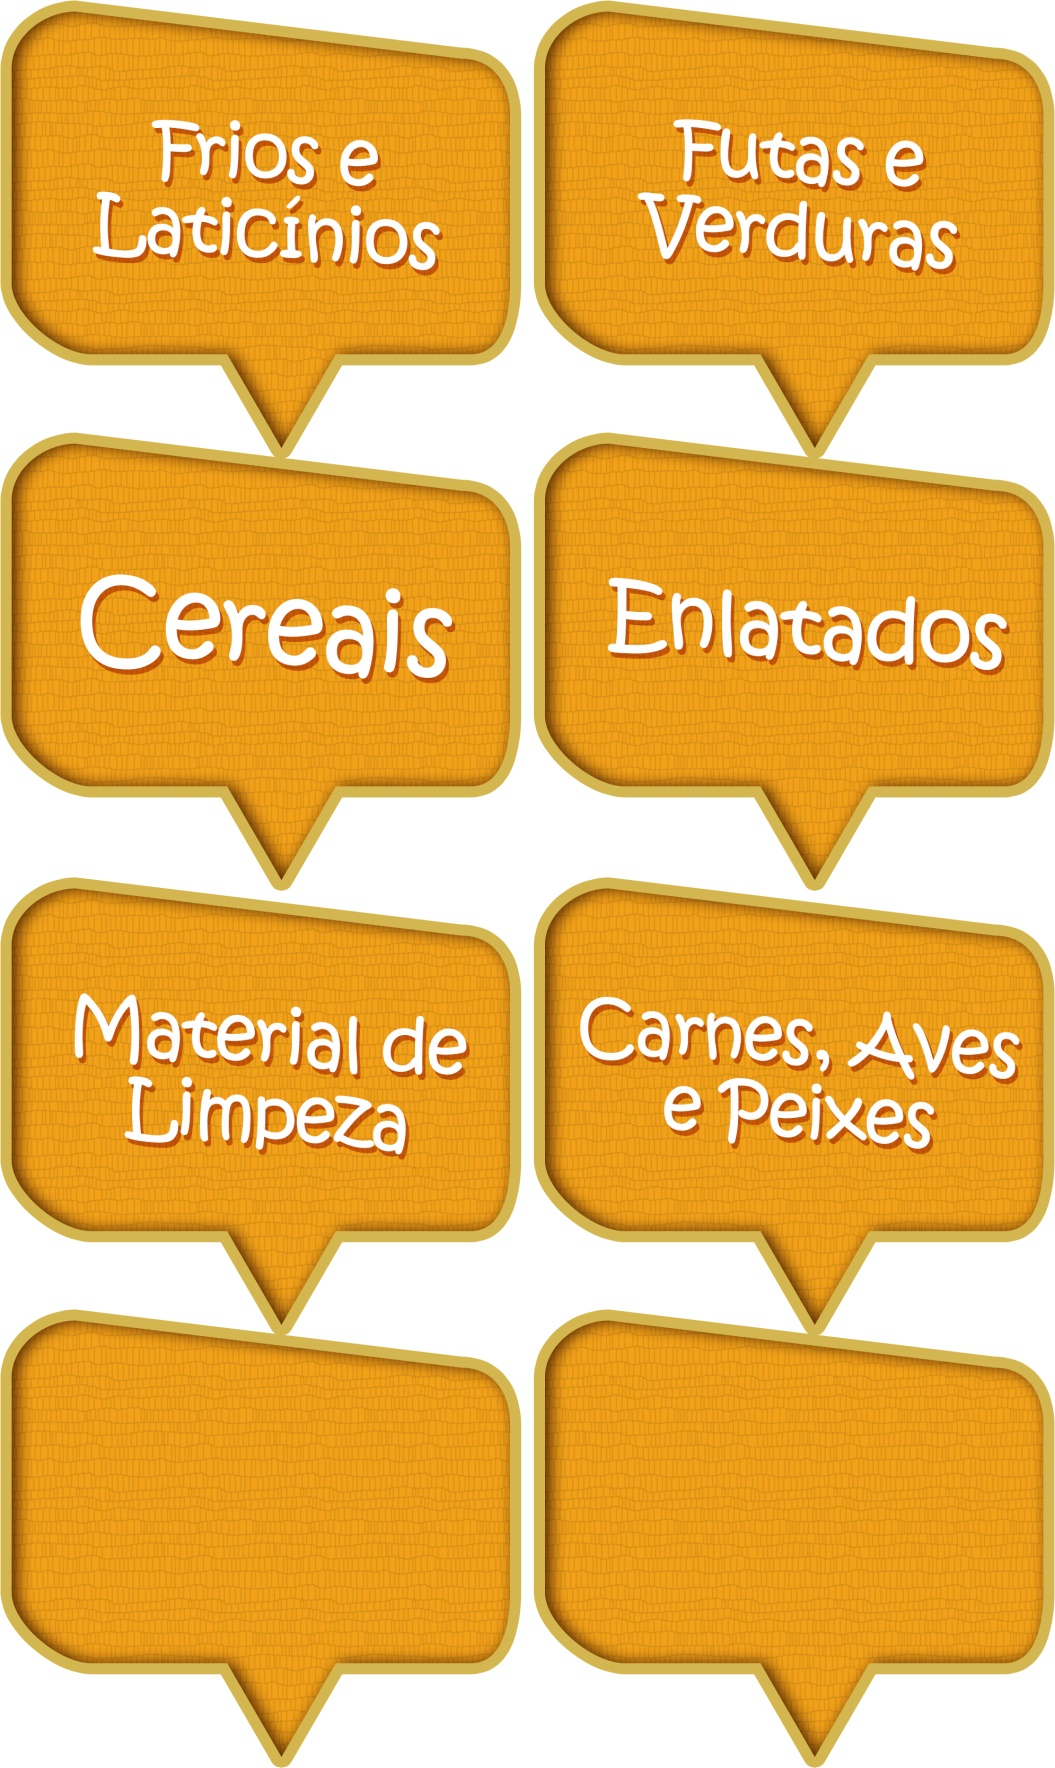 Frios e
Laticínios
Futas e
Verduras
Cereais
Enlatados
Material de
Limpeza
Carnes, Aves
e Peixes